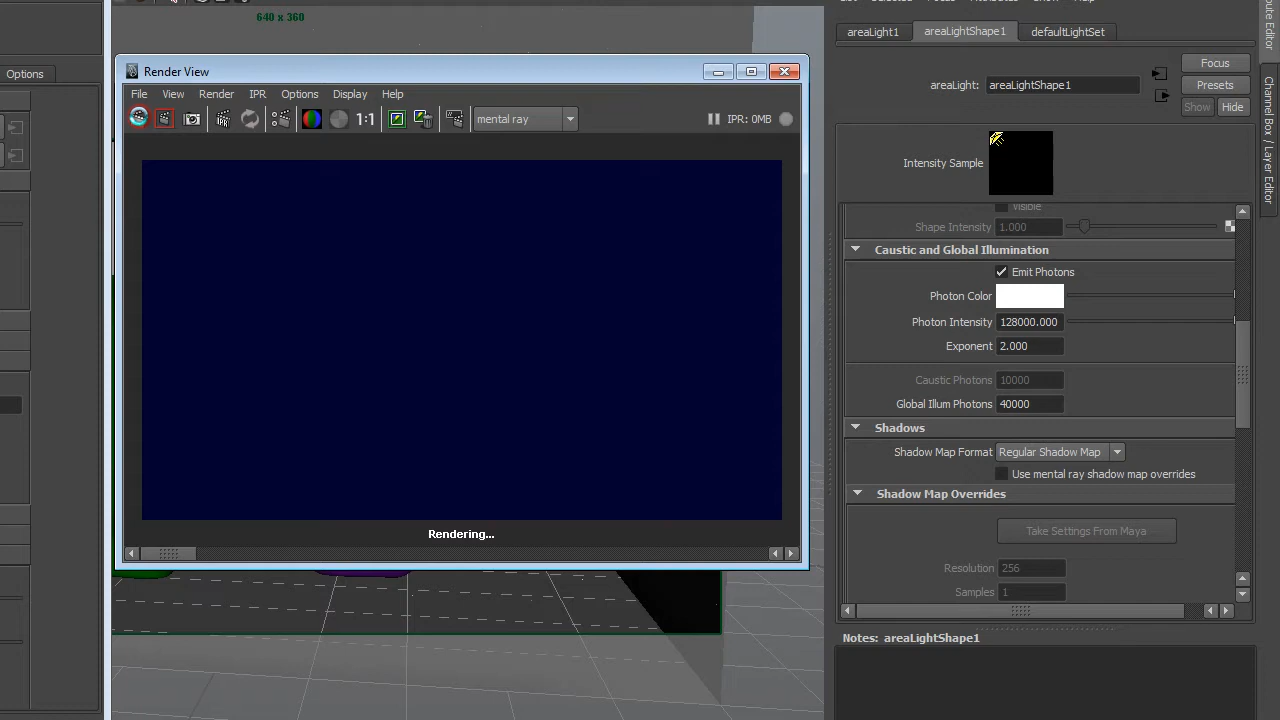 640 x 360
Options
Render View
File View Render IPR Options Display Help
1:1
mental ray
IPR: 0MB
Rendering...
areaLight1 areaLightShape1 defaultLightSet
areaLight: areaLightShape1
Focus
Presets
Show Hide
Intensity Sample
Visible
Shape Intensity 1.000
Caustic and Global Illumination
Emit Photons
Photon Color
Photon Intensity 128000.000
Exponent 2.000
Caustic Photons 10000
Global Illum Photons 40000
Shadows
Shadow Map Format Regular Shadow Map
Use mental ray shadow map overrides
Shadow Map Overrides
Take Settings From Maya
Resolution 256
Samples 1
Notes: areaLightShape1
Channel Box / Layer Editor